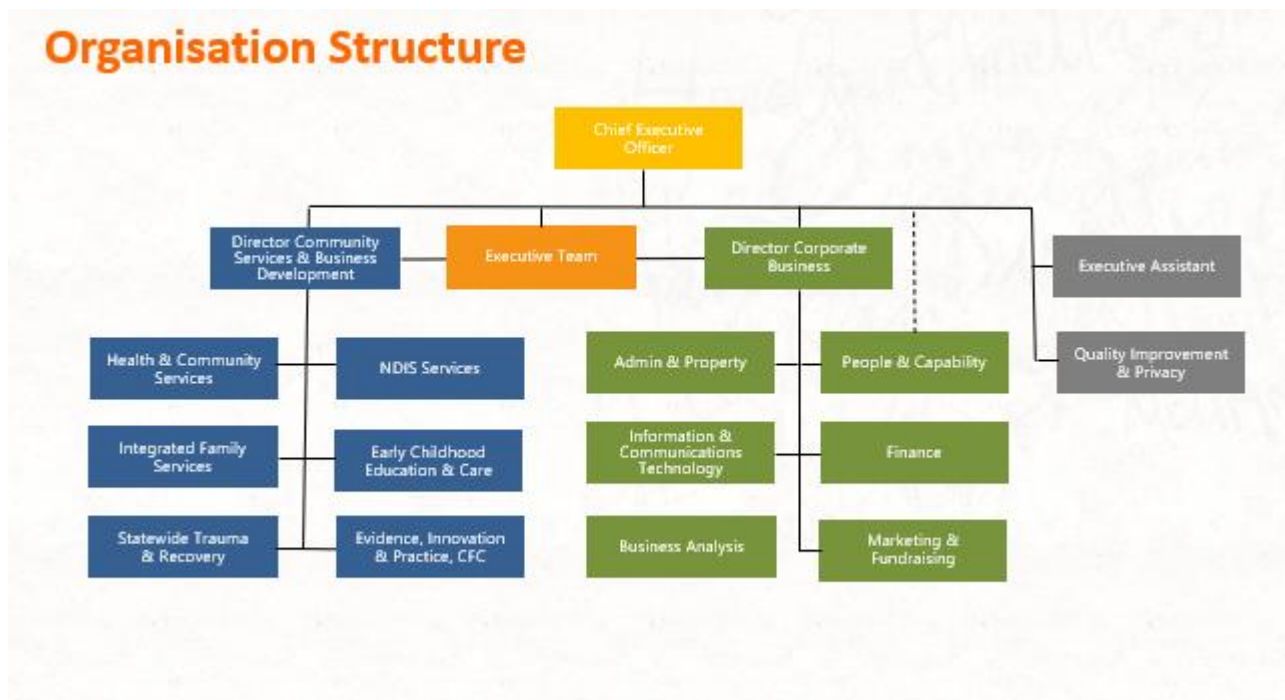 Organisation Structure
Chief Executive
Officer
Director Community
Services & Business
Development
Executive Team
Director Corporate
Business
Executive Assistant
Health & Community
Services
NDIS Services
Admin & Property
People & Capability
Quality Improvement
& Privacy
Integrated Family
Services
Early Childhood
Education & Care
Information &
Communications
Technology
Finance
Statewide Trauma
& Recovery
Evidence, Innovation
& Practice, CFC
Business Analysis
Marketing &
Fundraising